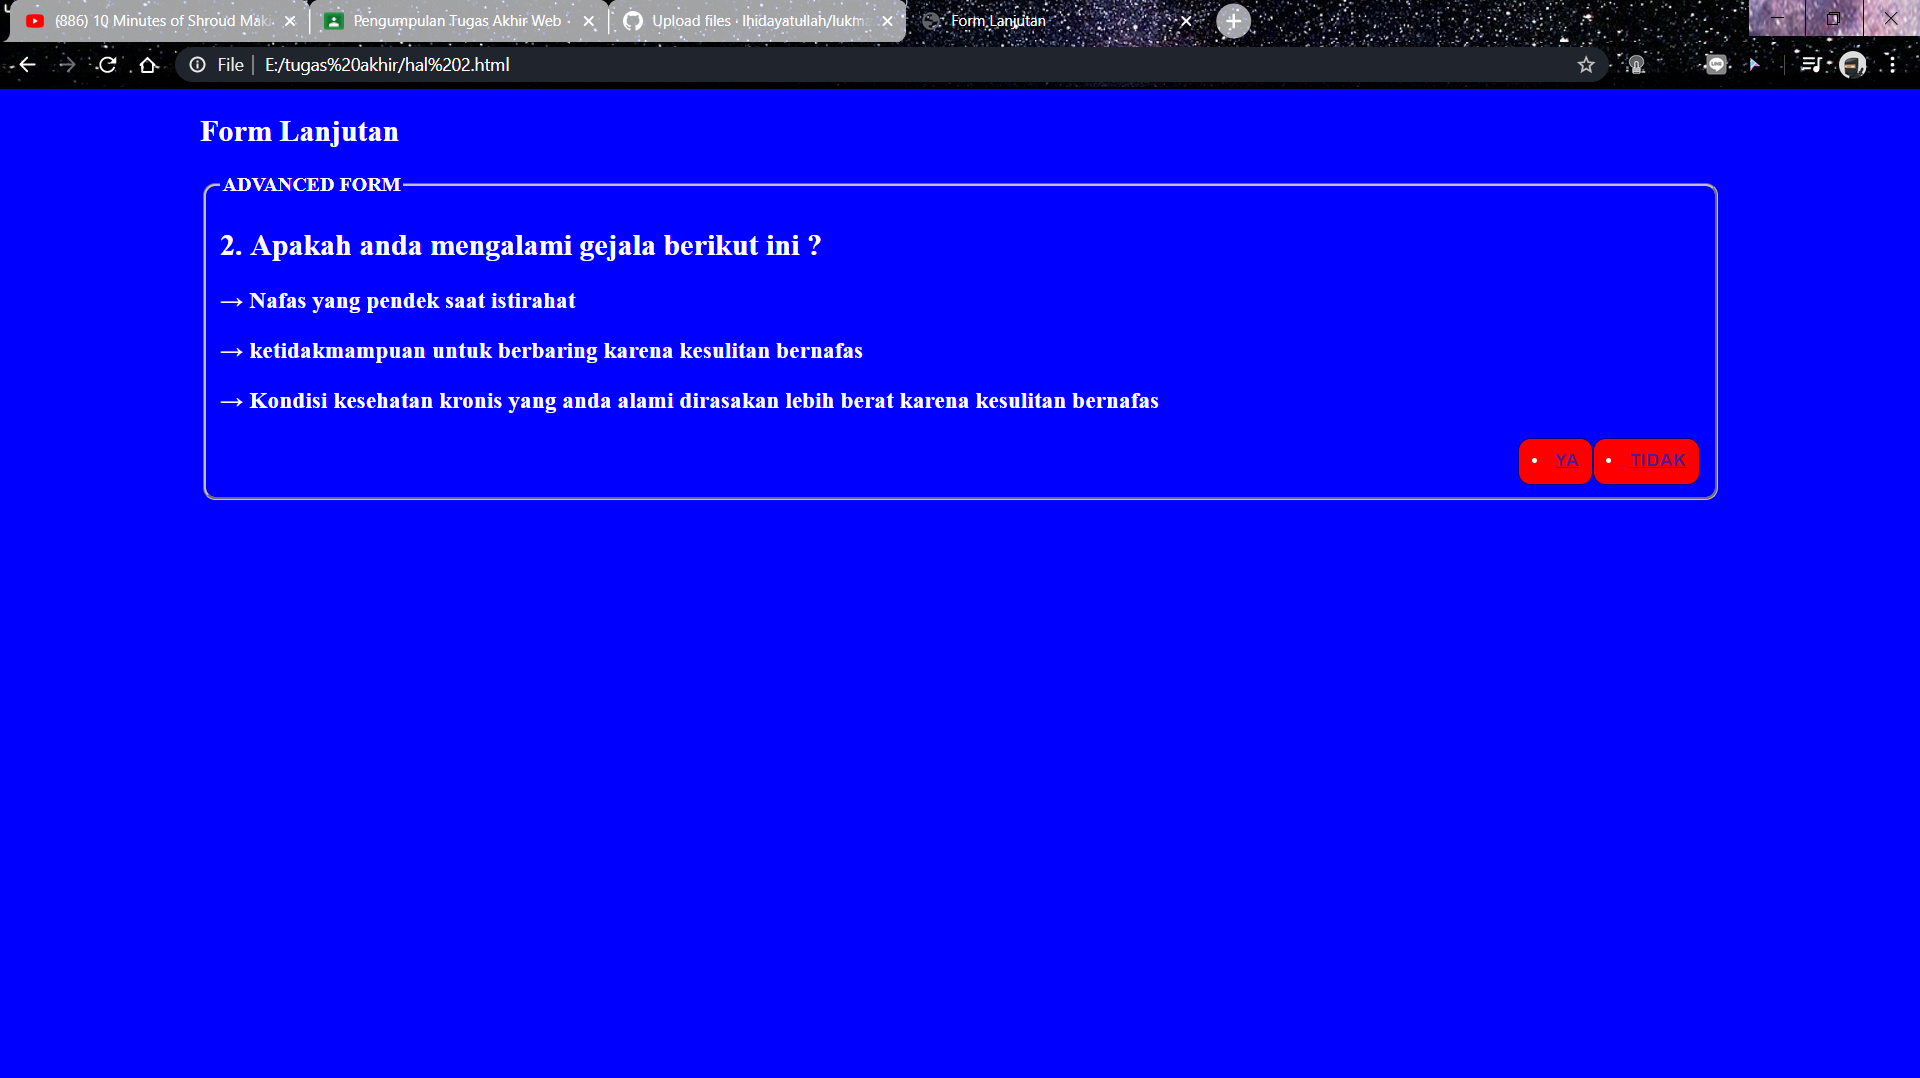 (886) 10 Minutes of Shroud Mak
Pengumpulan Tugas Akhir Web -
Upload files · lhidayatullah/lukm
Form Lanjutan
File
E:/tugas%20akhir/hal%202.html
Form Lanjutan
ADVANCED FORM
2. Apakah anda mengalami gejala berikut ini ?
→ Nafas yang pendek saat istirahat
→ ketidakmampuan untuk berbaring karena kesulitan bernafas
→ Kondisi kesehatan kronis yang anda alami dirasakan lebih berat karena kesulitan bernafas
• YA • TIDAK